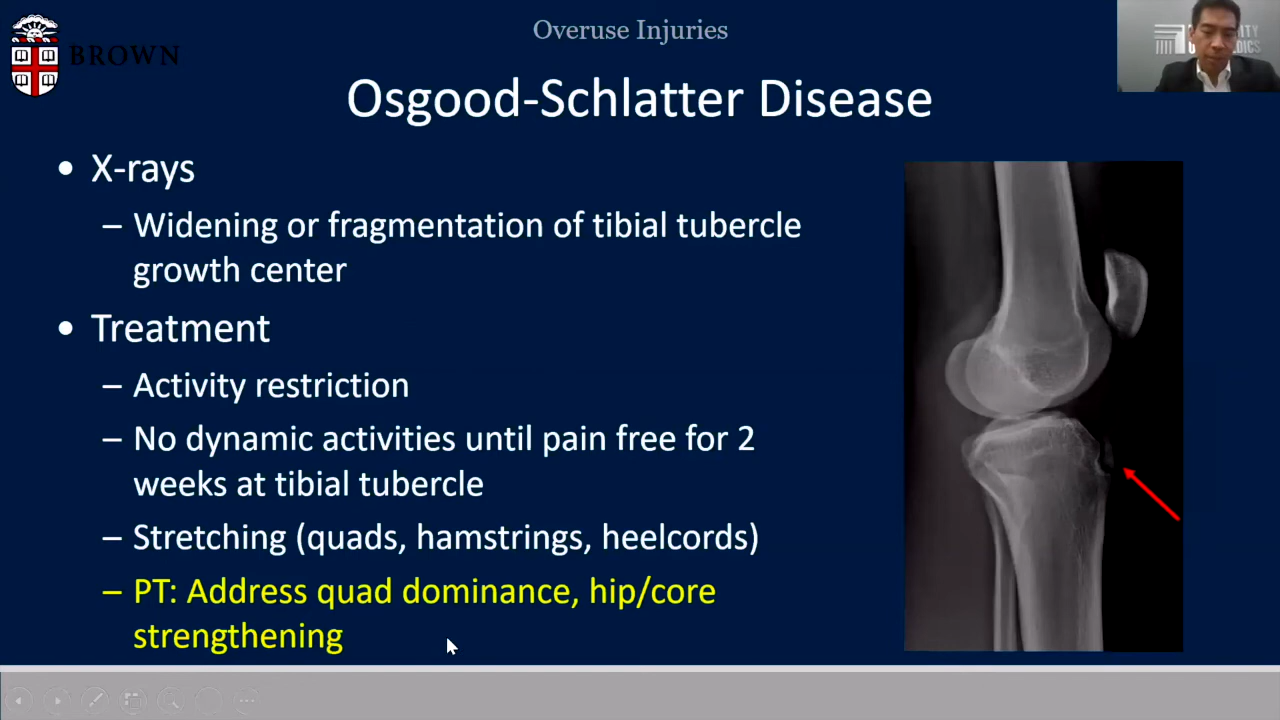 Overuse Injuries
BROWN
Osgood-Schlatter Disease
• X-rays
– Widening or fragmentation of tibial tubercle
growth center
• Treatment
– Activity restriction
– No dynamic activities until pain free for 2
weeks at tibial tubercle
– Stretching (quads, hamstrings, heelcords)
– PT: Address quad dominance, hip/core
strengthening